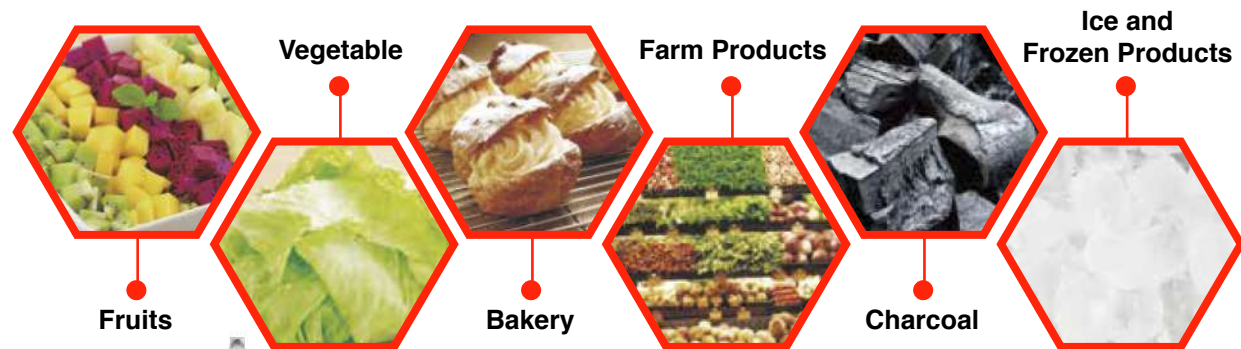 Fruits
Vegetable
Bakery
Farm Products
Charcoal
Ice and
Frozen Products